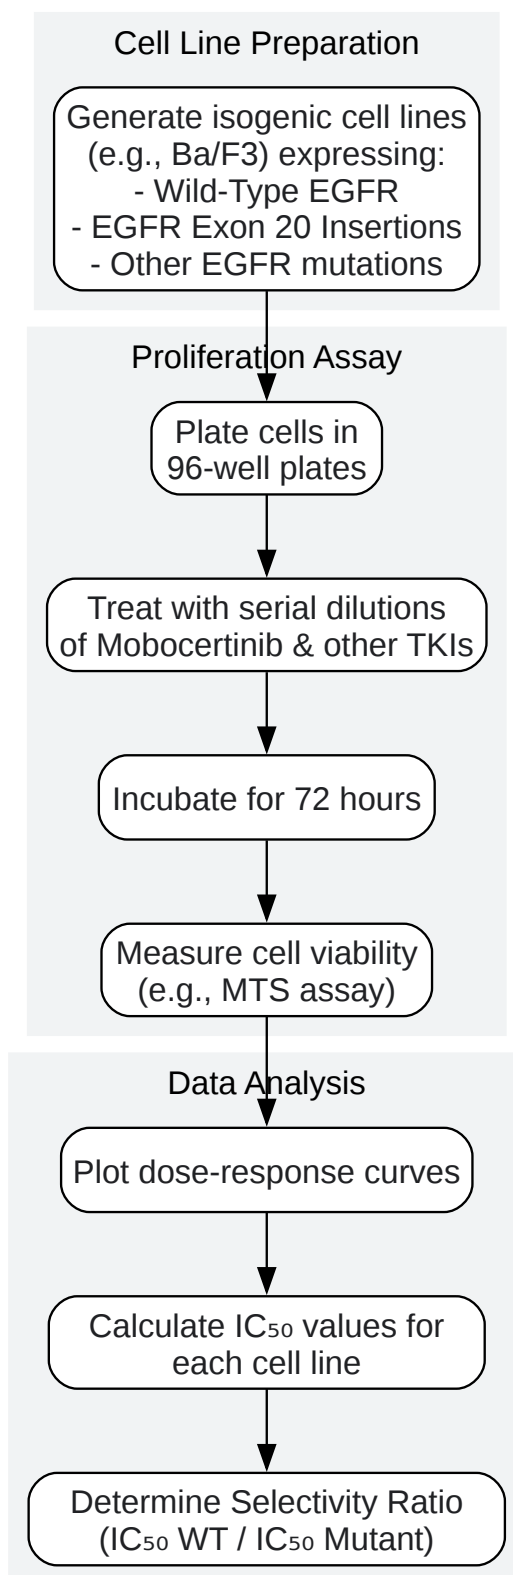 Cell Line Preparation
Generate isogenic cell lines
(e.g., Ba/F3) expressing:
- Wild-Type EGFR
- EGFR Exon 20 Insertions
- Other EGFR mutations
Proliferation Assay
Plate cells in
96-well plates
Treat with serial dilutions
of Mobocertinib & other TKIs
Incubate for 72 hours
Measure cell viability
(e.g., MTS assay)
Data Analysis
Plot dose-response curves
Calculate IC₅₀ values for
each cell line
Determine Selectivity Ratio
(IC₅₀ WT / IC₅₀ Mutant)